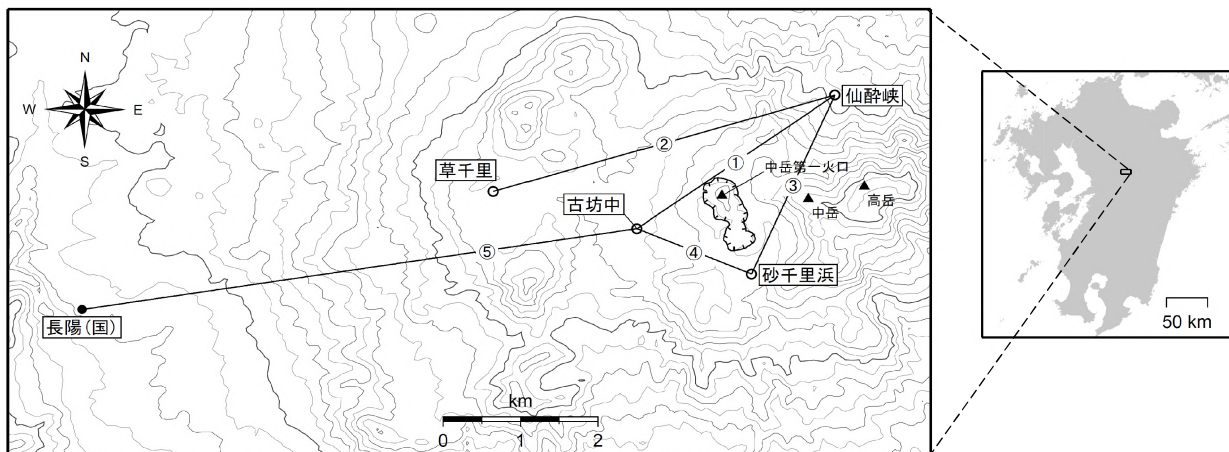 N
W
E
S
仙酔峡
②
草千里
①
中岳第一火口
③
高岳
中岳
古坊中
⑤
④
砂千里浜
長陽(国)
km
0
1
2
50 km